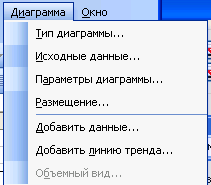 Диаграмма Окно
Тип диаграммы...
Исходные данные...
Параметры диаграммы...
Размещение...
Добавить данные...
Добавить линию тренда...
Объемный вид...